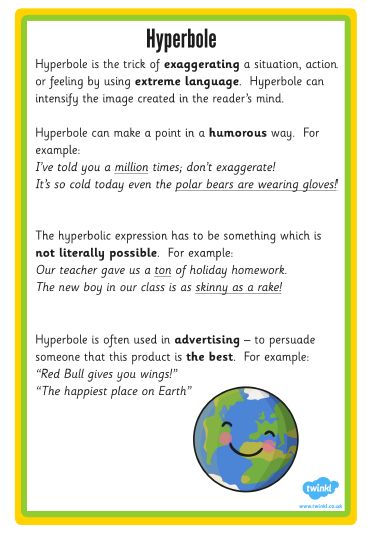 Hyperbole
Hyperbole is the trick of exaggerating a situation, action
or feeling by using extreme language.  Hyperbole can
intensify the image created in the reader's mind.
Hyperbole can make a point in a humorous way.  For
example:
I've told you a million times; don't exaggerate!
It's so cold today even the polar bears are wearing gloves!
The hyperbolic expression has to be something which is
not literally possible.  For example:
Our teacher gave us a ton of holiday homework.
The new boy in our class is as skinny as a rake!
Hyperbole is often used in advertising – to persuade
someone that this product is the best.  For example:
“Red Bull gives you wings!”
“The happiest place on Earth”
twinkl
www.twinkl.co.uk